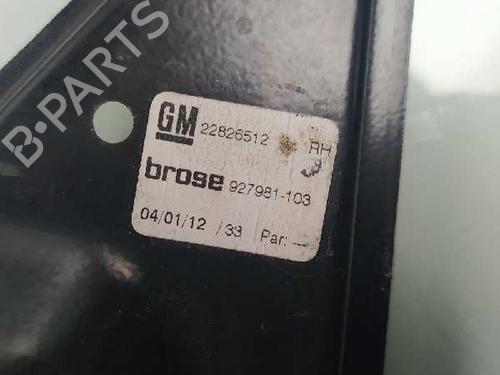 B-PARTS
GM 22826512 RH
brose 927981-103
04/01/12 /33 Par: ---